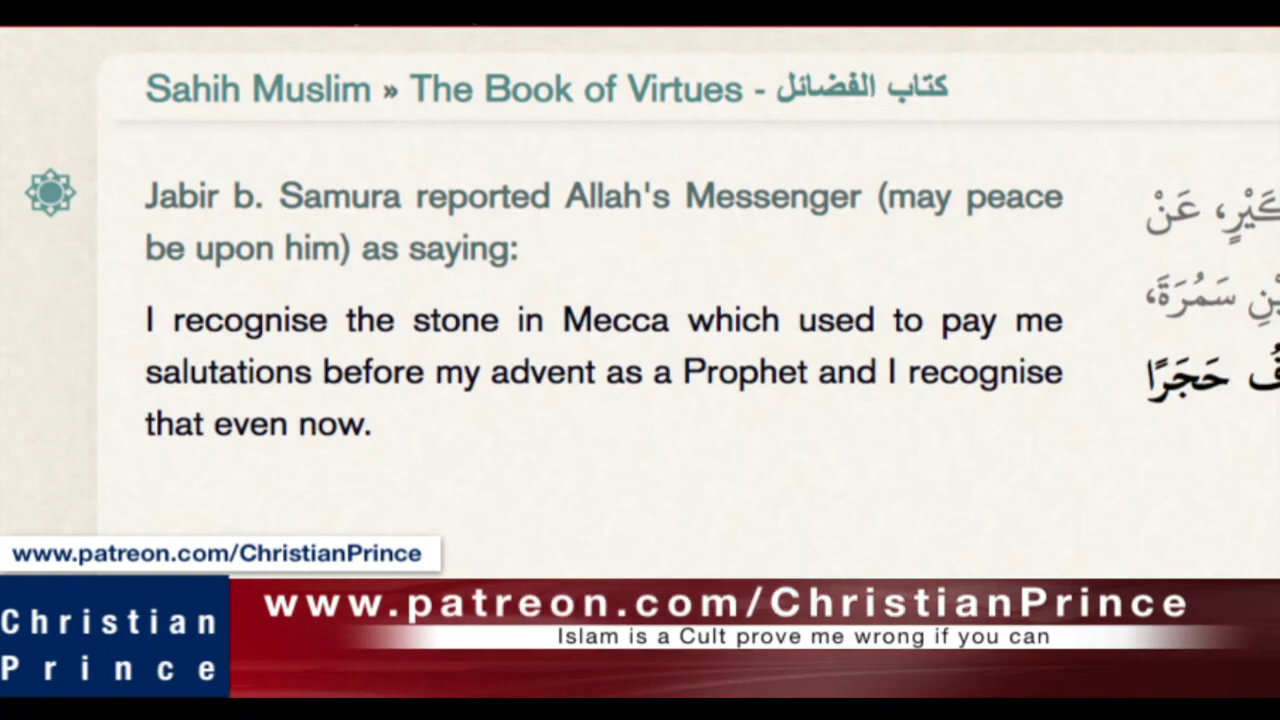 Sahih Muslim » The Book of Virtues - كتاب الفضائل
Jabir b. Samura reported Allah's Messenger (may peace
be upon him) as saying:
I recognise the stone in Mecca which used to pay me
salutations before my advent as a Prophet and I recognise
that even now.
عَنْ
سَمُرَةَ،
حَجَرًا
www.patreon.com/ChristianPrince
Christian
Prince
www.patreon.com/ChristianPrince
Islam is a Cult prove me wrong if you can